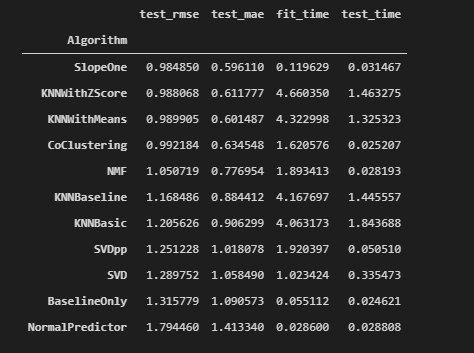 test_rmse test_mae fit_time test_time
Algorithm
SlopeOne 0.984850 0.596110 0.119629 0.031467
KNNWithZScore 0.988068 0.611777 4.660350 1.463275
KNNWithMeans 0.989905 0.601487 4.322998 1.325323
CoClustering 0.992184 0.634548 1.620576 0.025207
NMF 1.050719 0.776954 1.893413 0.028193
KNNBaseline 1.168486 0.884412 4.167697 1.445557
KNNBasic 1.205626 0.906299 4.063173 1.843688
SVDpp 1.251228 1.018078 1.920397 0.050510
SVD 1.289752 1.058490 1.023424 0.335473
BaselineOnly 1.315779 1.090573 0.055112 0.024621
NormalPredictor 1.794460 1.413340 0.028600 0.028808